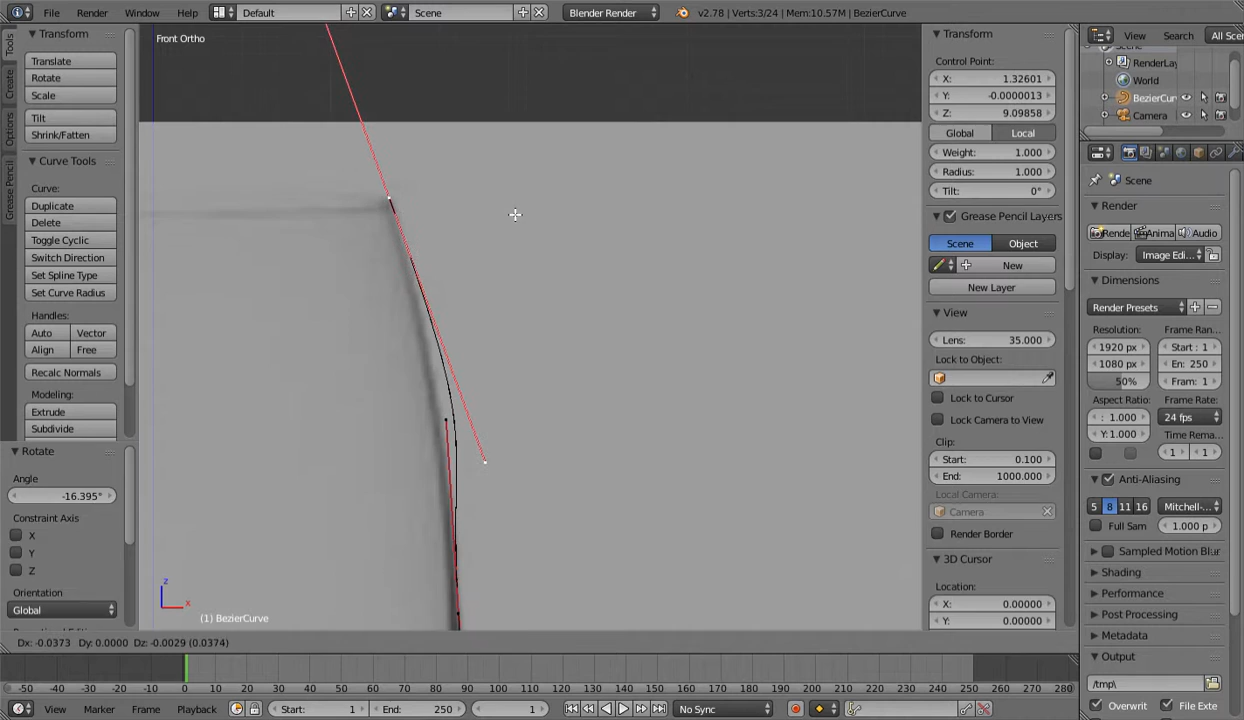 File Render Window Help Default Scene Blender Render v2.78 | Verts:3/24 | Mem:10.57M | BezierCurve View Search All Scen
Tools
Create
Options
Grease Pencil
Transform
Translate
Rotate
Scale
Tilt
Shrink/Fatten
Curve Tools
Curve:
Duplicate
Delete
Toggle Cyclic
Switch Direction
Set Spline Type
Set Curve Radius
Handles:
Auto Vector
Align Free
Recalc Normals
Modeling:
Extrude
Subdivide
Rotate
Angle
-16.395°
Constraint Axis
X
Y
Z
Orientation
Global
Front Ortho
z
x
(1) BezierCurve
Dx: -0.0373 Dy: 0.0000 Dz: -0.0029 (0.0374)
Transform
Control Point:
X: 1.32601
Y: -0.0000013
Z: 9.09858
Global Local
Weight: 1.000
Radius: 1.000
Tilt: 0°
Grease Pencil Layers
Scene Object
New
New Layer
View
Lens: 35.000
Lock to Object:
Lock to Cursor
Lock Camera to View
Clip:
Start: 0.100
End: 1000.000
Local Camera:
Camera
Render Border
3D Cursor
Location:
X: 0.00000
Y: 0.00000
RenderLay
World
BezierCurv
Camera
Scene
Render
Rende Anima Audio
Display: Image Edi...
Dimensions
Render Presets
Resolution: Frame Ran...
1920 px Start : 1
1080 px En: 250
50% Fram: 1
Aspect Ratio: Frame Rate:
: 1.000 24 fps
Y: 1.000 Time Rema...
1 1
Anti-Aliasing
5 8 11 16 Mitchell-...
Full Sam 1.000 p
Sampled Motion Blur
Shading
Performance
Post Processing
Metadata
Output
/tmp\
Overwrit File Exte
-50 -40 -30 -20 -10 0 10 20 30 40 50 60 70 80 90 100 110 120 130 140 150 160 170 180 190 200 210 220 230 240 250 260 270 280
View Marker Frame Playback Start: 1 End: 250 1 No Sync